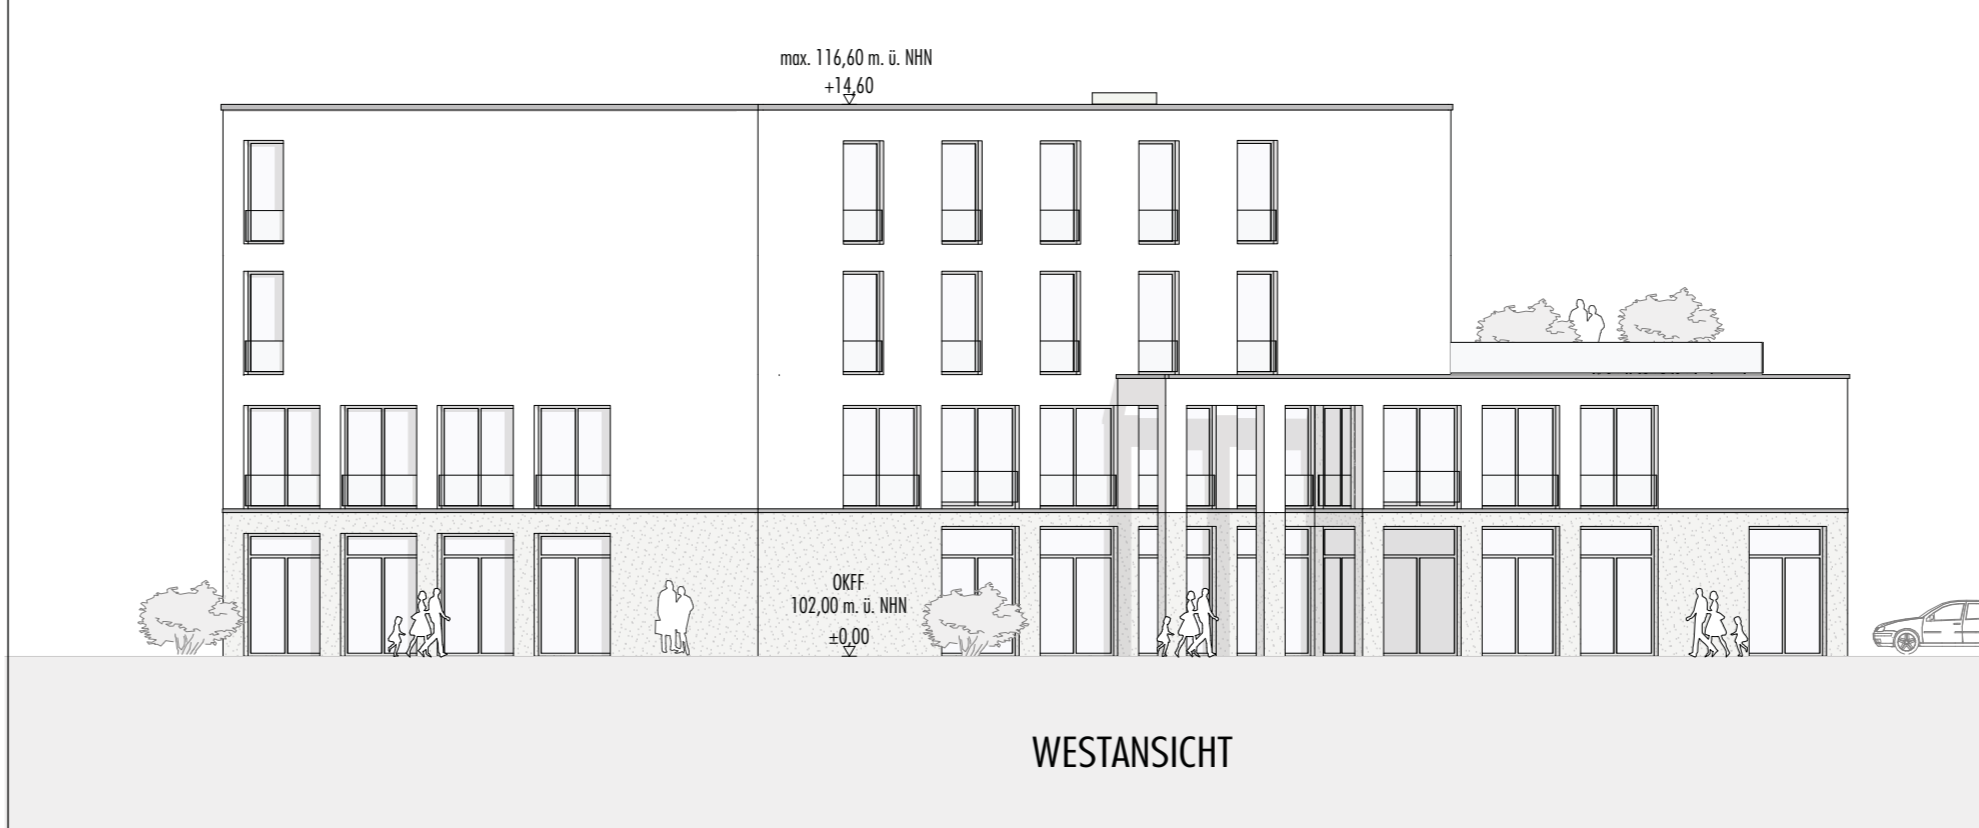 max. 116,60 m. ü. NHN
+14,60
OKFF
102,00 m. ü. NHN
±0,00
WESTANSICHT